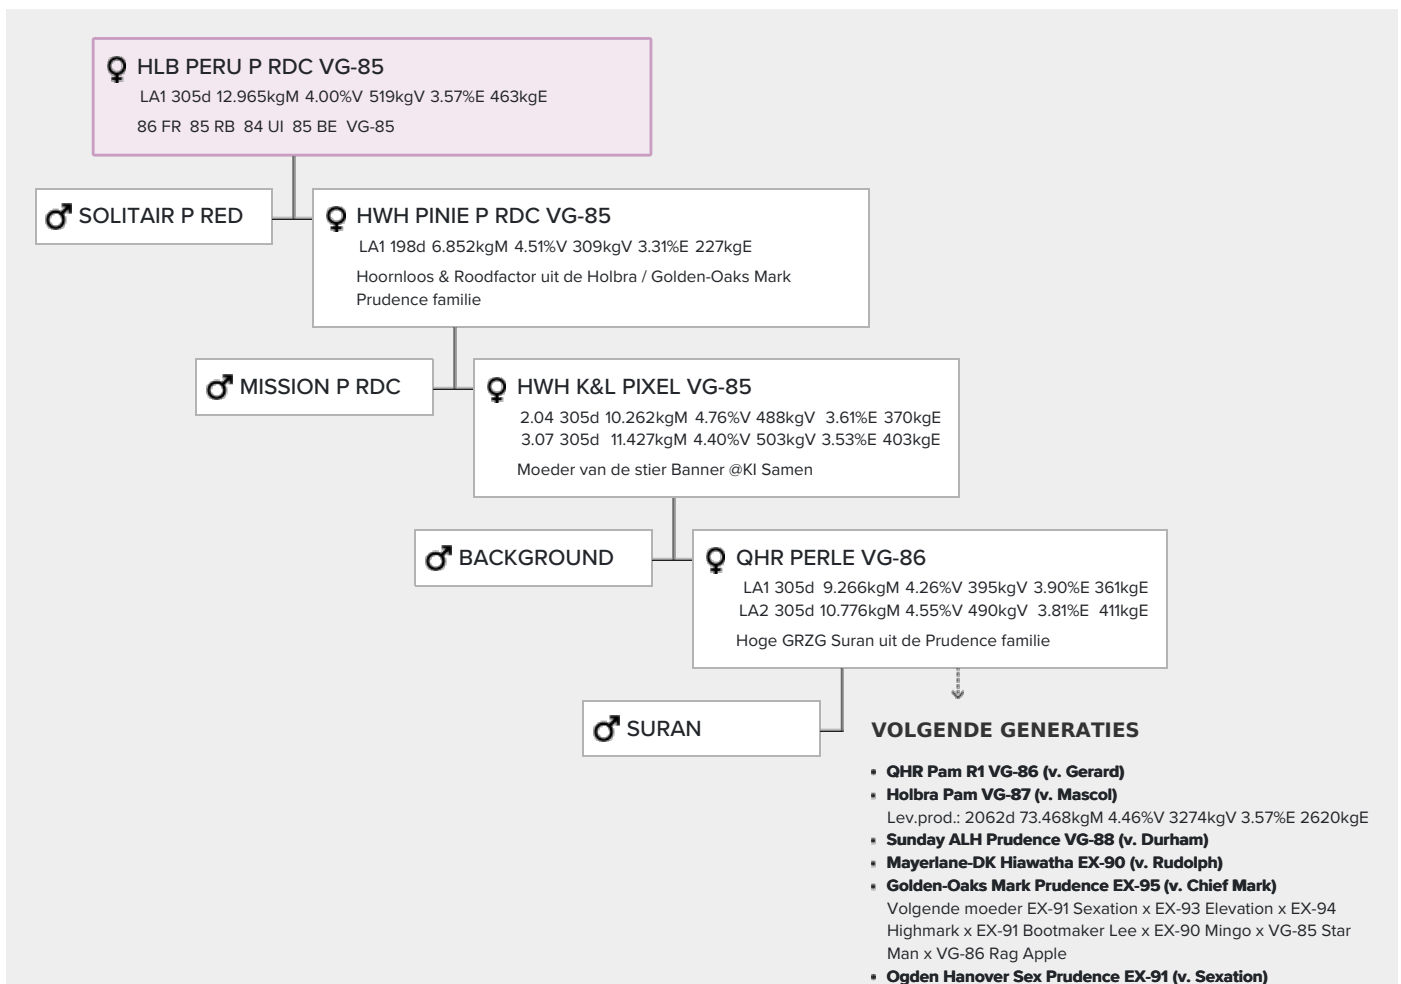 HLB PERU P RDC VG-85
LA1 305d 12.965kgM 4.00%V 519kgV 3.57%E 463kgE
86 FR 85 RB 84 UI 85 BE VG-85
SOLITAIR P RED
HWH PINIE P RDC VG-85
LA1 198d 6.852kgM 4.51%V 309kgV 3.31%E 227kgE
Hoornloos & Roodfactor uit de Holbra / Golden-Oaks Mark
Prudence familie
MISSION P RDC
HWH K&L PIXEL VG-85
2.04 305d 10.262kgM 4.76%V 488kgV 3.61%E 370kgE
3.07 305d 11.427kgM 4.40%V 503kgV 3.53%E 403kgE
Moeder van de stier Banner @KI Samen
BACKGROUND
QHR PERLE VG-86
LA1 305d 9.266kgM 4.26%V 395kgV 3.90%E 361kgE
LA2 305d 10.776kgM 4.55%V 490kgV 3.81%E 411kgE
Hoge GRZG Suran uit de Prudence familie
SURAN
VOLGENDE GENERATIES
▪ QHR Pam R1 VG-86 (v. Gerard)
▪ Holbra Pam VG-87 (v. Mascol)
Lev.prod.: 2062d 73.468kgM 4.46%V 3274kgV 3.57%E 2620kgE
▪ Sunday ALH Prudence VG-88 (v. Durham)
▪ Mayerlane-DK Hiawatha EX-90 (v. Rudolph)
▪ Golden-Oaks Mark Prudence EX-95 (v. Chief Mark)
Volgende moeder EX-91 Sexation x EX-93 Elevation x EX-94
Highmark x EX-91 Bootmaker Lee x EX-90 Mingo x VG-85 Star
Man x VG-86 Rag Apple
▪ Ogden Hanover Sex Prudence EX-91 (v. Sexation)